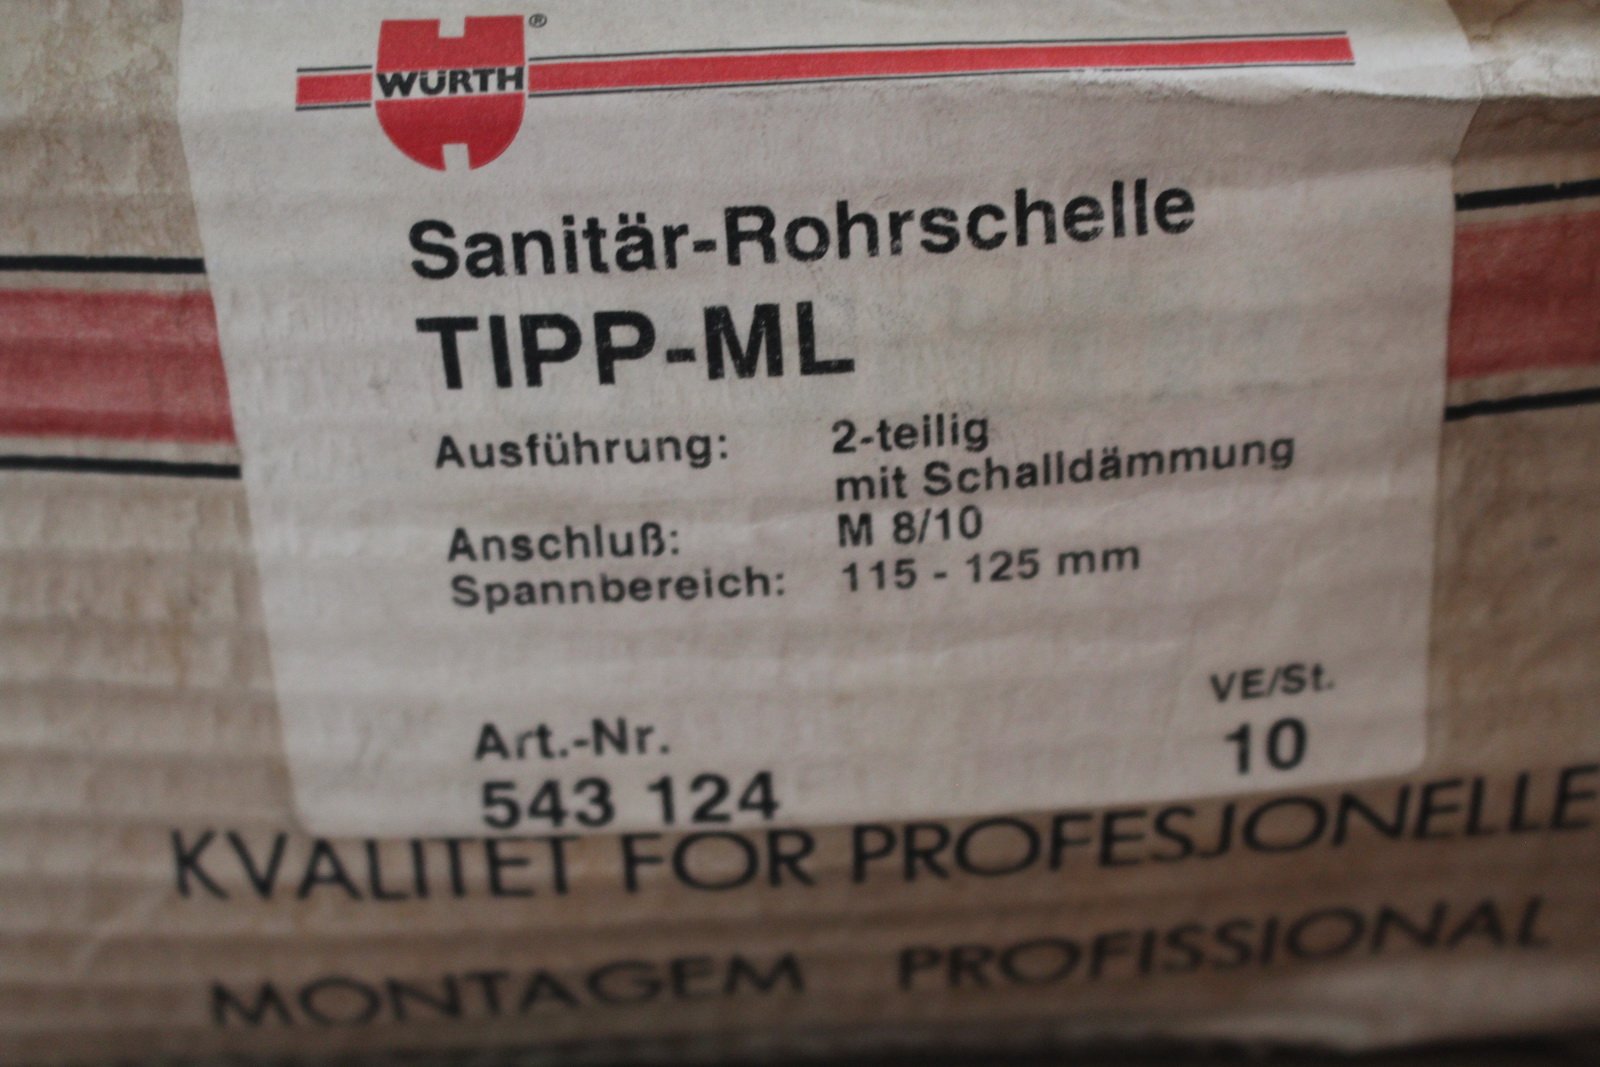 WÜRTH ®
Sanitär-Rohrschelle
TIPP-ML
Ausführung: 2-teilig
mit Schalldämmung
Anschluß: M 8/10
Spannbereich: 115 - 125 mm
VE/St.
Art.-Nr. 10
543 124
KVALITET FOR PROFESJONELLE
MONTAGEM PROFISSIONAL